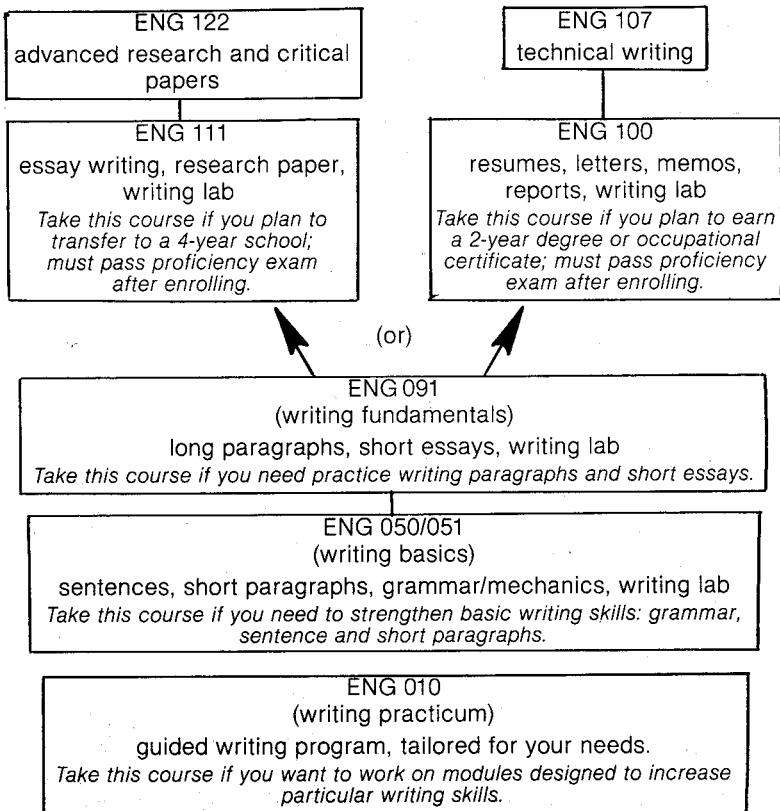 ENG 122
advanced research and critical
papers
ENG 107
technical writing
ENG 111
essay writing, research paper,
writing lab
Take this course if you plan to
transfer to a 4-year school;
must pass proficiency exam
after enrolling.
ENG 100
resumes, letters, memos,
reports, writing lab
Take this course if you plan to earn
a 2-year degree or occupational
certificate; must pass proficiency
exam after enrolling.
(or)
ENG 091
(writing fundamentals)
long paragraphs, short essays, writing lab
Take this course if you need practice writing paragraphs and short essays.
ENG 050/051
(writing basics)
sentences, short paragraphs, grammar/mechanics, writing lab
Take this course if you need to strengthen basic writing skills: grammar,
sentence and short paragraphs.
ENG 010
(writing practicum)
guided writing program, tailored for your needs.
Take this course if you want to work on modules designed to increase
particular writing skills.